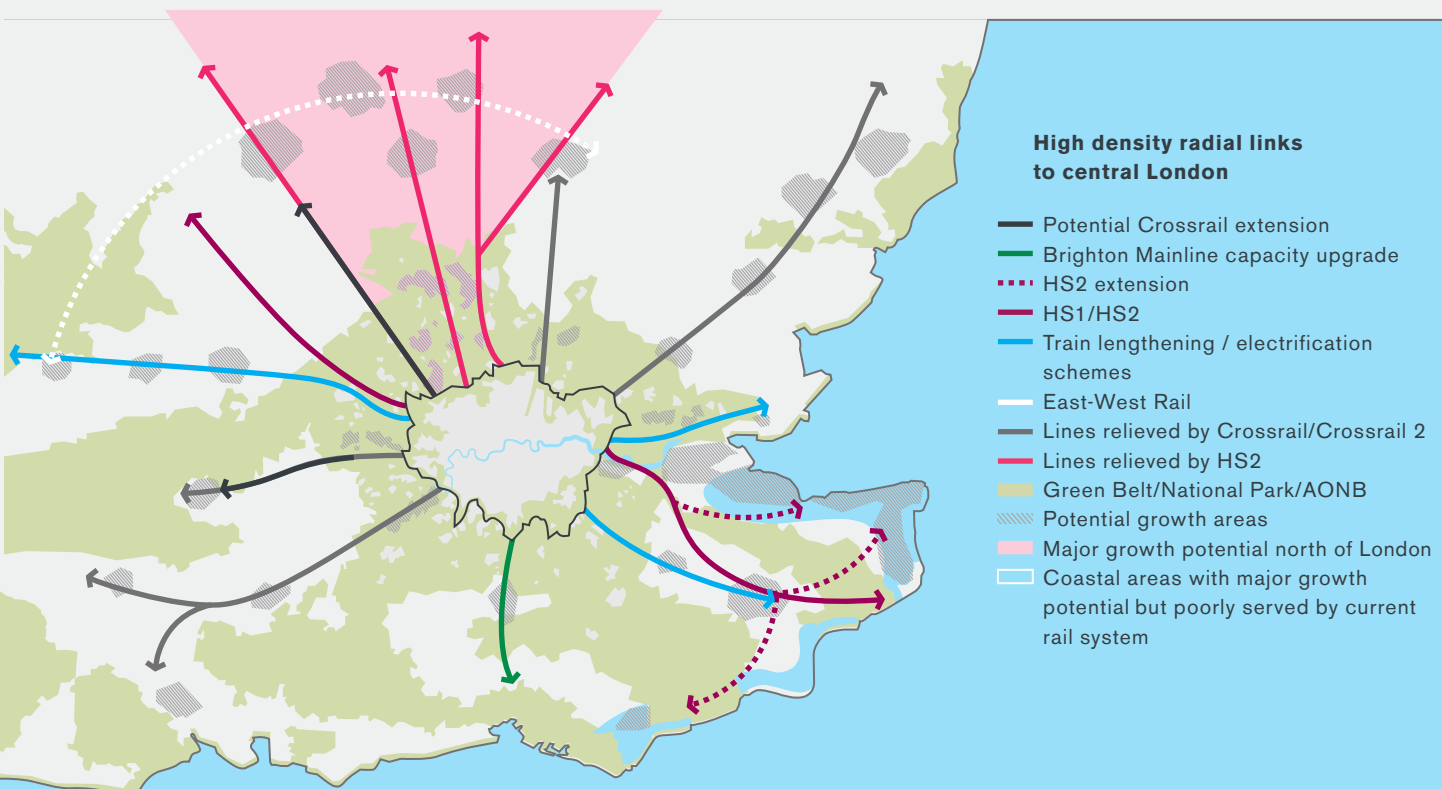 High density radial links
to central London
Potential Crossrail extension
Brighton Mainline capacity upgrade
HS2 extension
HS1/HS2
Train lengthening / electrification
schemes
East-West Rail
Lines relieved by Crossrail/Crossrail 2
Lines relieved by HS2
Green Belt/National Park/AONB
Potential growth areas
Major growth potential north of London
Coastal areas with major growth
potential but poorly served by current
rail system